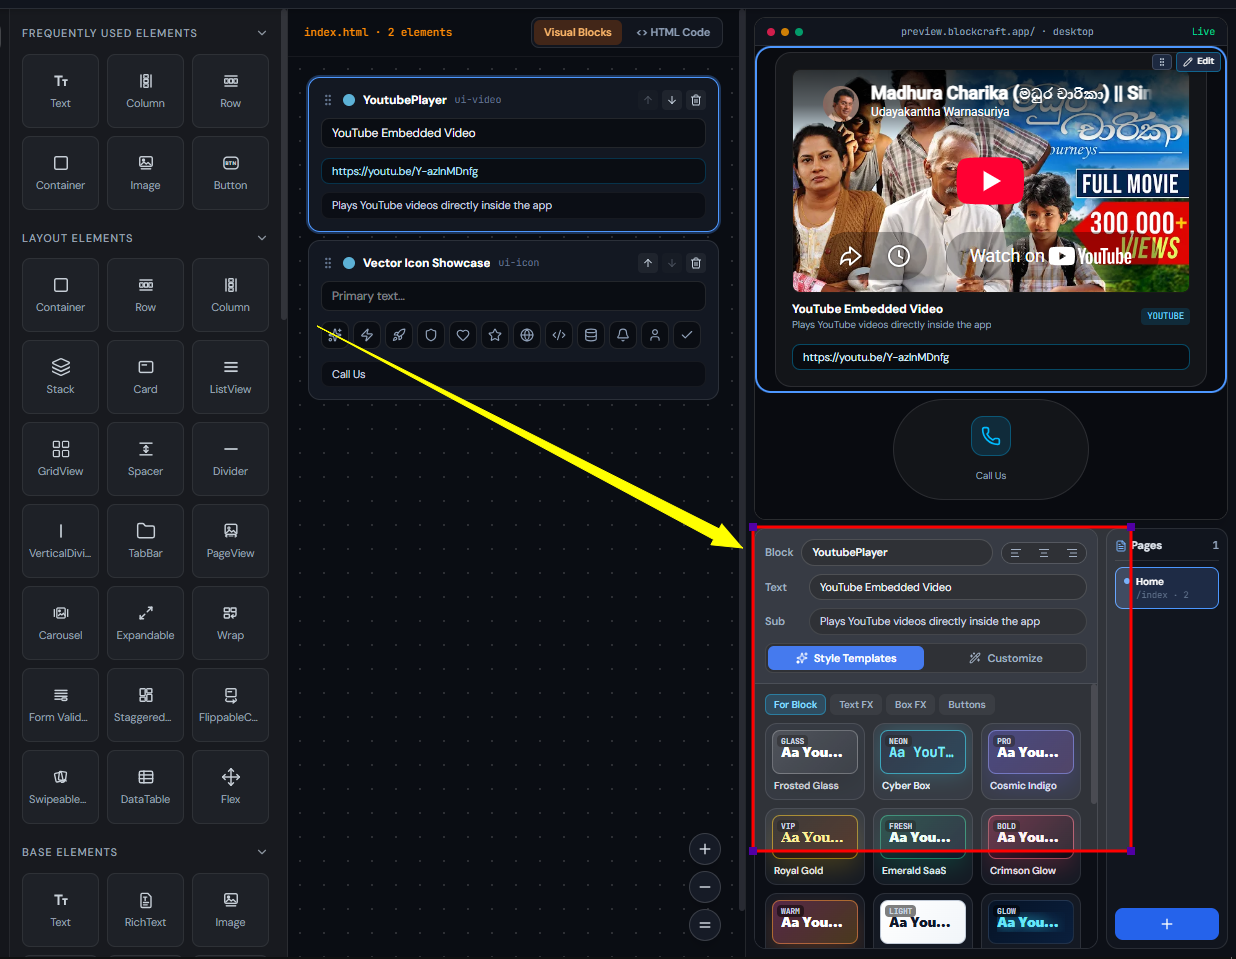 FREQUENTLY USED ELEMENTS
Text
Column
Row
Container
Image
BTN
Button
LAYOUT ELEMENTS
Container
Row
Column
Stack
Card
ListView
GridView
Spacer
Divider
VerticalDivi...
TabBar
PageView
Carousel
Expandable
Wrap
Form Valid...
Staggered...
FlippableC...
Swipeable...
DataTable
Flex
BASE ELEMENTS
Text
RichText
Image
index.html · 2 elements
Visual Blocks
<> HTML Code
YoutubePlayer ui-video
YouTube Embedded Video
https://youtu.be/Y-azlnMDnfg
Plays YouTube videos directly inside the app
Vector Icon Showcase ui-icon
Primary text...
Call Us
preview.blockcraft.app/ · desktop
Live
Edit
Madhura Charika (මධුර චාරිකා) || Sin
Udayakantha Warnasuriya
මධුර
චාරිකා
ourneys
FULL MOVIE
300,000+
VIEWS
Watch on YouTube
YouTube Embedded Video
Plays YouTube videos directly inside the app
YOUTUBE
https://youtu.be/Y-azlnMDnfg
Call Us
Block YoutubePlayer
Text YouTube Embedded Video
Sub Plays YouTube videos directly inside the app
Style Templates
Customize
For Block
Text FX
Box FX
Buttons
GLASS
Aa You...
Frosted Glass
NEON
Aa YouT...
Cyber Box
PRO
Aa You...
Cosmic Indigo
VIP
Aa You...
Royal Gold
FRESH
Aa You...
Emerald SaaS
BOLD
Aa You...
Crimson Glow
WARM
Aa You...
LIGHT
Aa You...
GLOW
Aa You...
Pages 1
Home
/index · 2